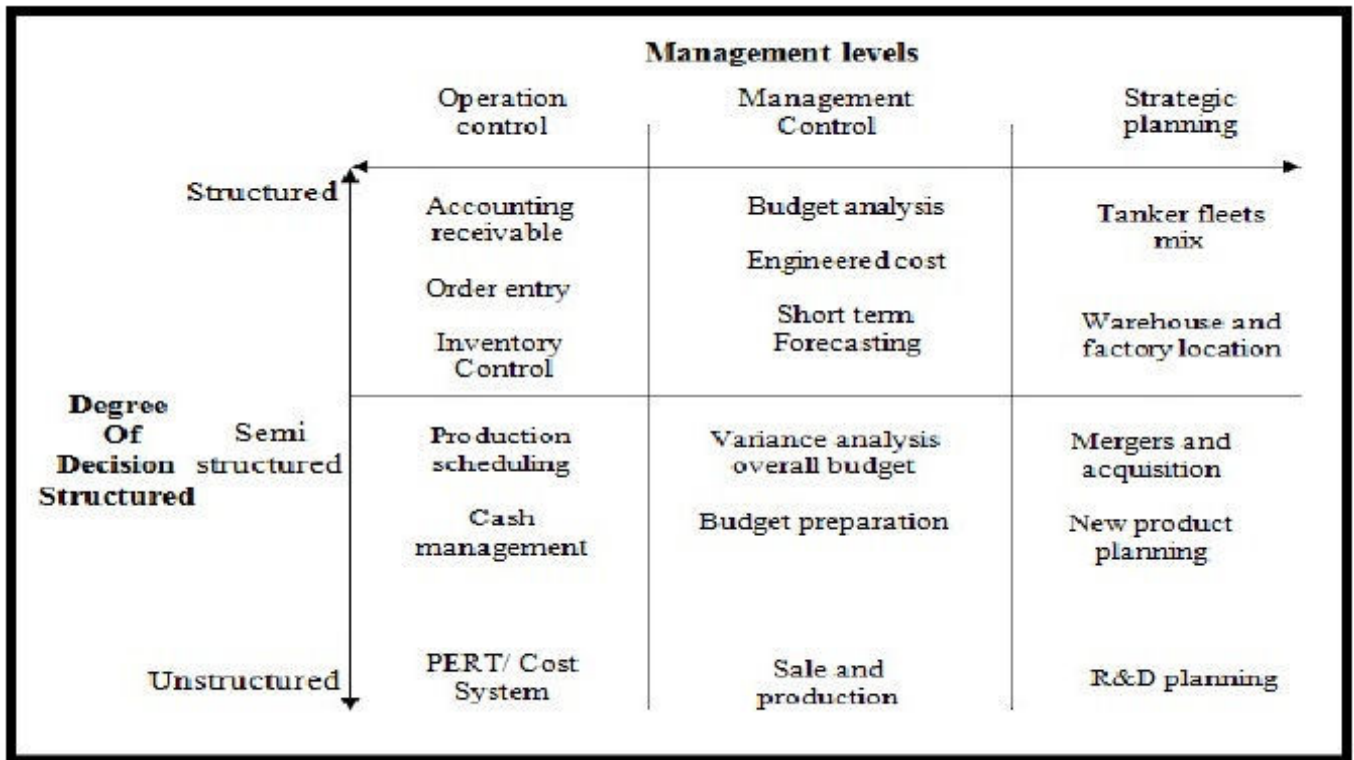 Management levels
Operation
control
Management
Control
Strategic
planning
Structured
Accounting
receivable
Budget analysis
Tanker fleets
mix
Engineered cost
Order entry
Short term
Forecasting
Warehouse and
factory location
Inventory
Control
Degree
Of
Decision
Structured
Semi
structured
Production
scheduling
Variance analysis
overall budget
Mergers and
acquisition
Cash
management
Budget preparation
New product
planning
Unstructured
PERT/ Cost
System
Sale and
production
R&D planning